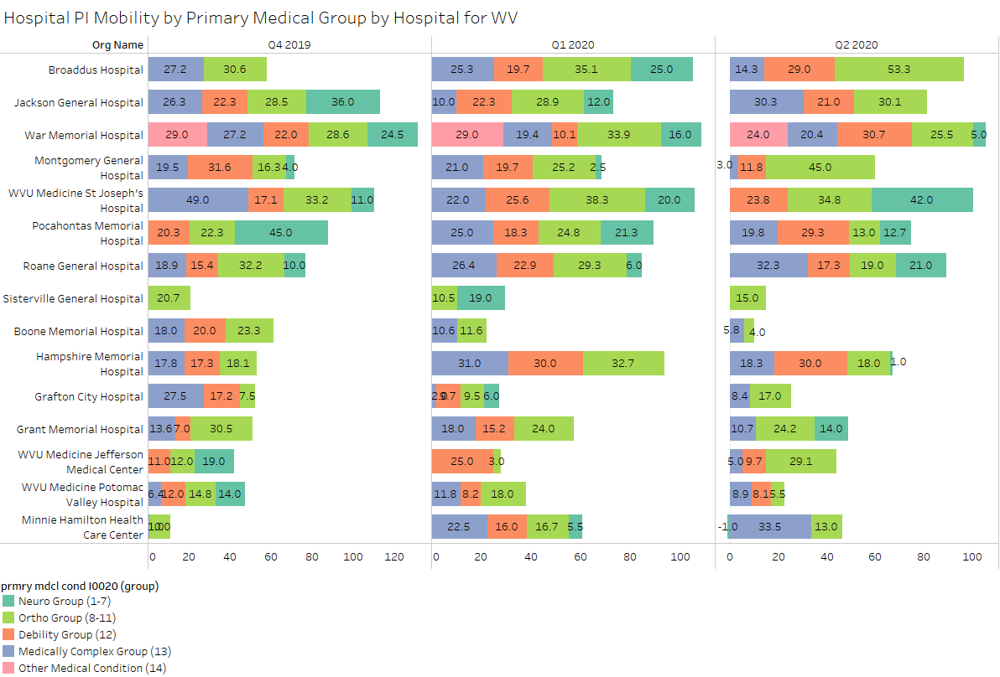 Hospital PI Mobility by Primary Medical Group by Hospital for WV
Org Name Q4 2019 Q1 2020 Q2 2020
Broaddus Hospital 27.2 30.6 25.3 19.7 35.1 25.0 14.3 29.0 53.3
Jackson General Hospital 26.3 22.3 28.5 36.0 10.0 22.3 28.9 12.0 30.3 21.0 30.1
War Memorial Hospital 29.0 27.2 22.0 28.6 24.5 29.0 19.4 10.1 33.9 16.0 24.0 20.4 30.7 25.5 5.0
Montgomery General
Hospital 19.5 31.6 16.3 4.0 21.0 19.7 25.2 2.5 3.0 11.8 45.0
WVU Medicine St Joseph's
Hospital 49.0 17.1 33.2 11.0 22.0 25.6 38.3 20.0 23.8 34.8 42.0
Pocahontas Memorial
Hospital 20.3 22.3 45.0 25.0 18.3 24.8 21.3 19.8 29.3 13.0 12.7
Roane General Hospital 18.9 15.4 32.2 10.0 26.4 22.9 29.3 6.0 32.3 17.3 19.0 21.0
Sisterville General Hospital 20.7 10.5 19.0 15.0
Boone Memorial Hospital 18.0 20.0 23.3 10.6 11.6 5.8 4.0
Hampshire Memorial
Hospital 17.8 17.3 18.1 31.0 30.0 32.7 18.3 30.0 18.0 1.0
Grafton City Hospital 27.5 17.2 7.5 9.5 6.0 8.4 17.0
Grant Memorial Hospital 13.6 7.0 30.5 18.0 15.2 24.0 10.7 24.2 14.0
WVU Medicine Jefferson
Medical Center 11.0 12.0 19.0 25.0 3.0 5.0 9.7 29.1
WVU Medicine Potomac
Valley Hospital 6.4 12.0 14.8 14.0 11.8 8.2 18.0 8.9 8.1 5.5
Minnie Hamilton Health
Care Center 22.5 16.0 16.7 5.5 -1.0 33.5 13.0
0 20 40 60 80 100 120 0 20 40 60 80 100 0 20 40 60 80 100
prmry mdcl cond I0020 (group)
Neuro Group (1-7)
Ortho Group (8-11)
Debility Group (12)
Medically Complex Group (13)
Other Medical Condition (14)